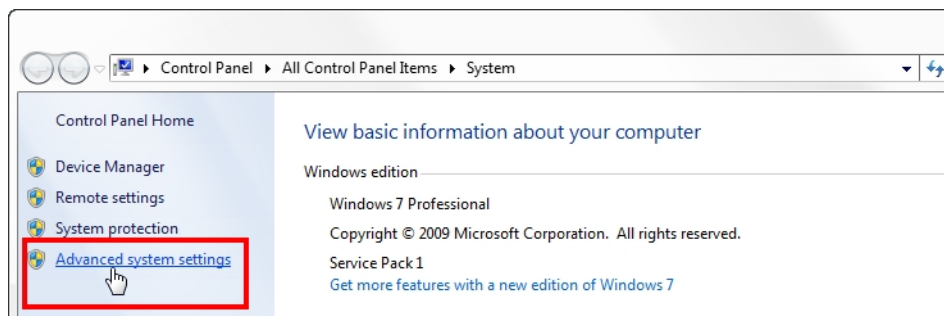 Control Panel ▸ All Control Panel Items ▸ System
Control Panel Home
Device Manager
Remote settings
System protection
Advanced system settings
View basic information about your computer
Windows edition
Windows 7 Professional
Copyright © 2009 Microsoft Corporation. All rights reserved.
Service Pack 1
Get more features with a new edition of Windows 7